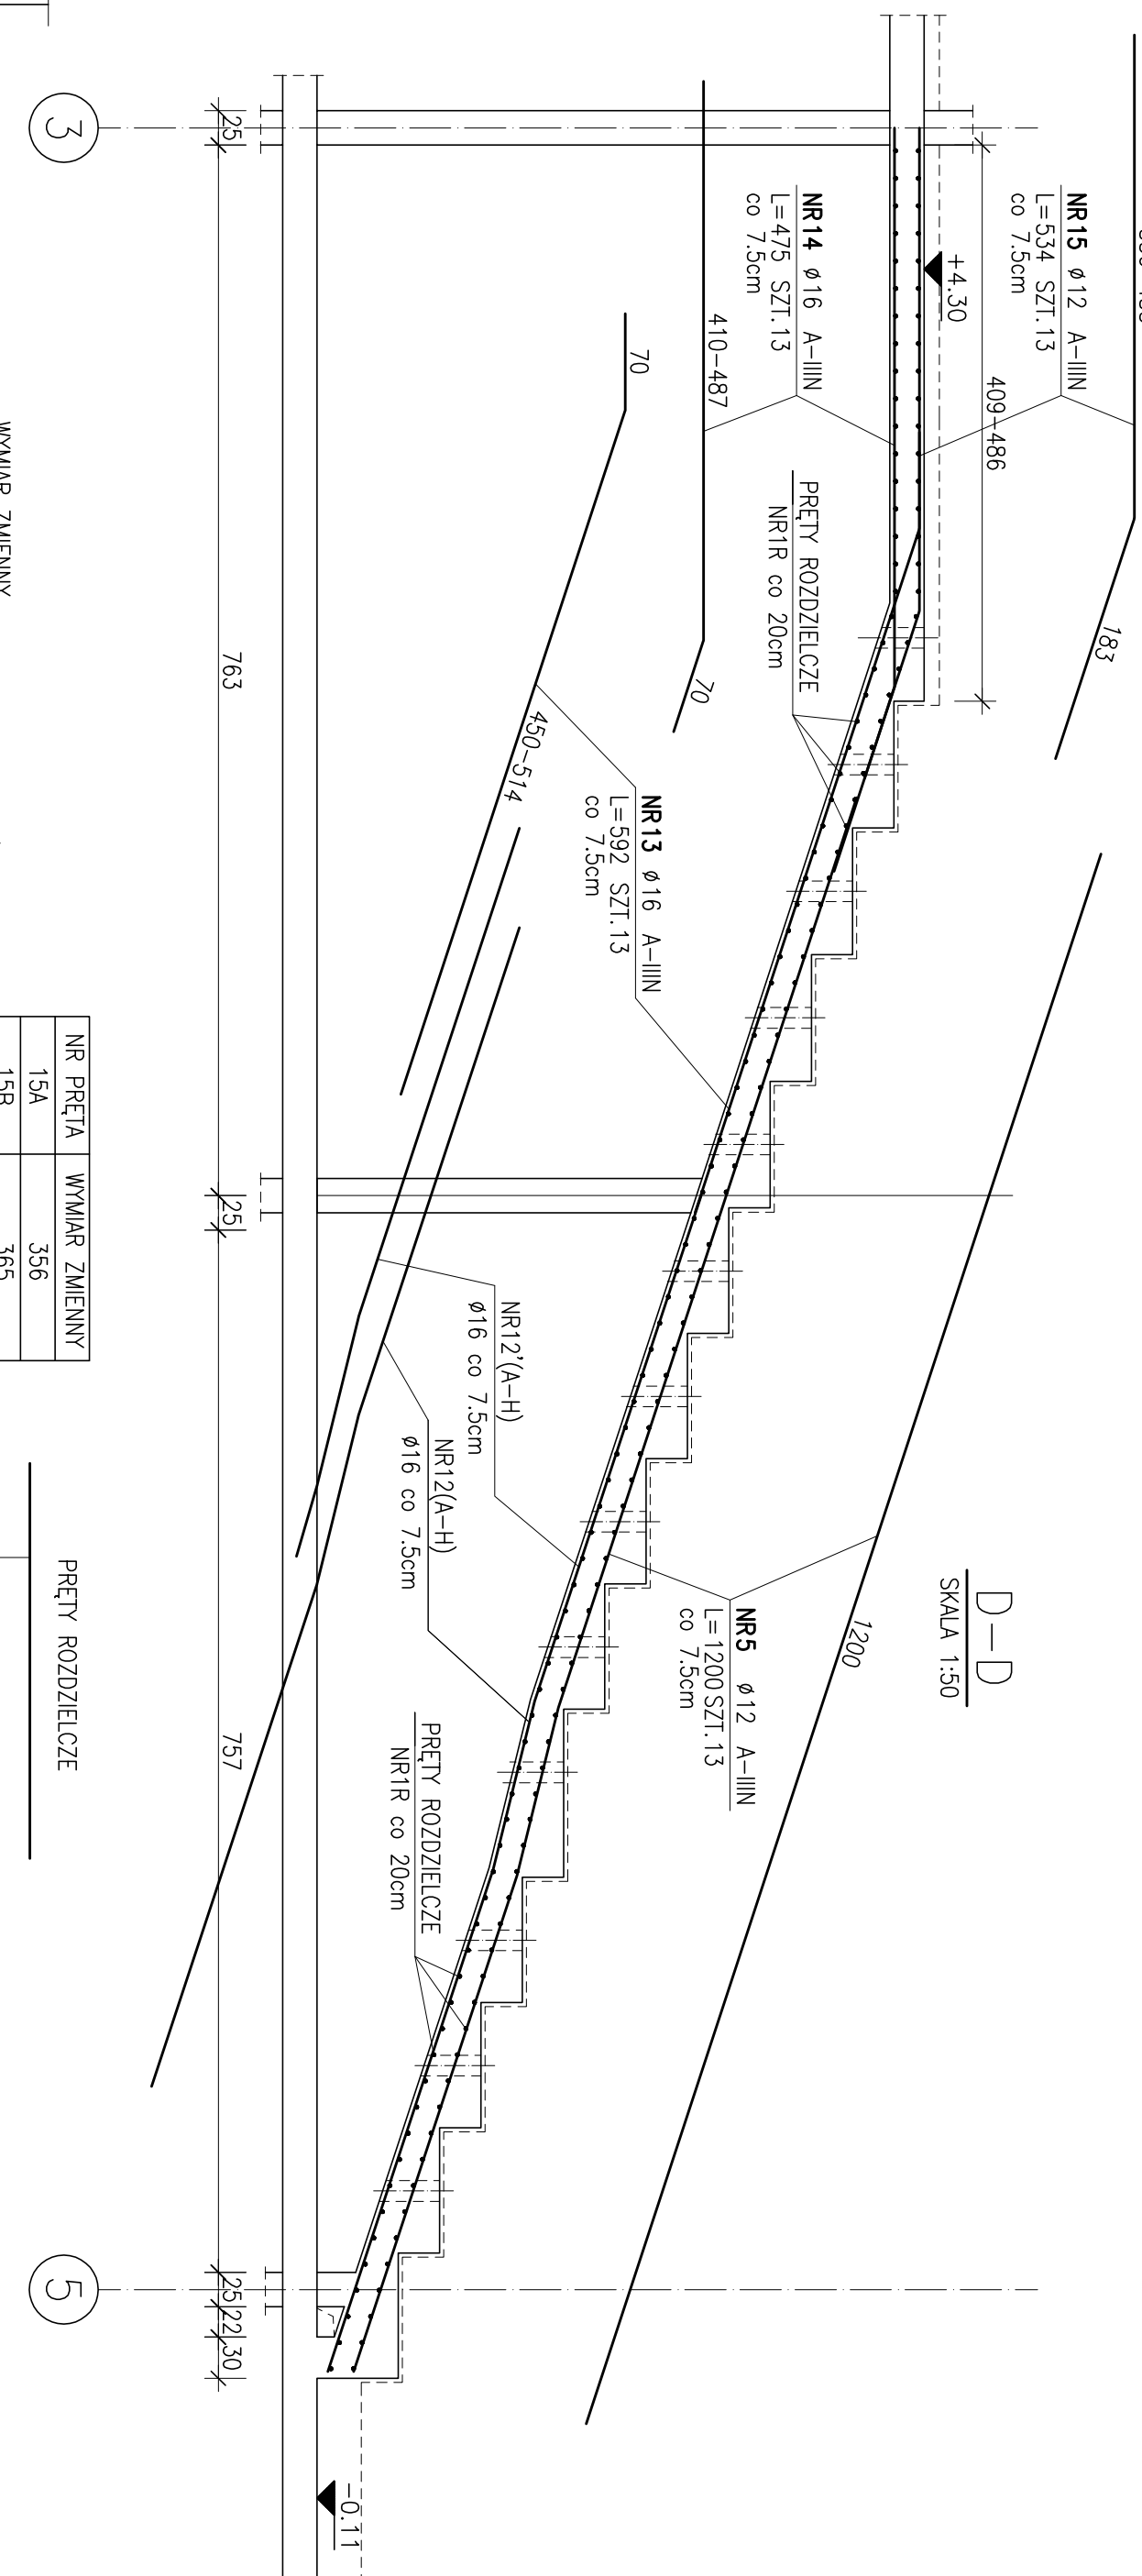 D-D
SKALA 1:50
183
1200
NR15 ø12 A-IIIN
L=534 SZT.13
co 7.5cm
409-486
+4.30
NR14 ø16 A-IIIN
L=475 SZT.13
co 7.5cm
PRĘTY ROZDZIELCZE
NR1R co 20cm
410-487
70
NR5 ø12 A-IIIN
L=1200 SZT.13
co 7.5cm
NR13 ø16 A-IIIN
L=592 SZT.13
co 7.5cm
70
450-514
NR12'(A-H)
ø16 co 7.5cm
NR12(A-H)
ø16 co 7.5cm
PRĘTY ROZDZIELCZE
NR1R co 20cm
-0.11
25 763 25 757 25 22 30
3
5
NR PRĘTA WYMIAR ZMIENNY
15A 356
15B 365
PRĘTY ROZDZIELCZE
WYMIAR ZMIENNY